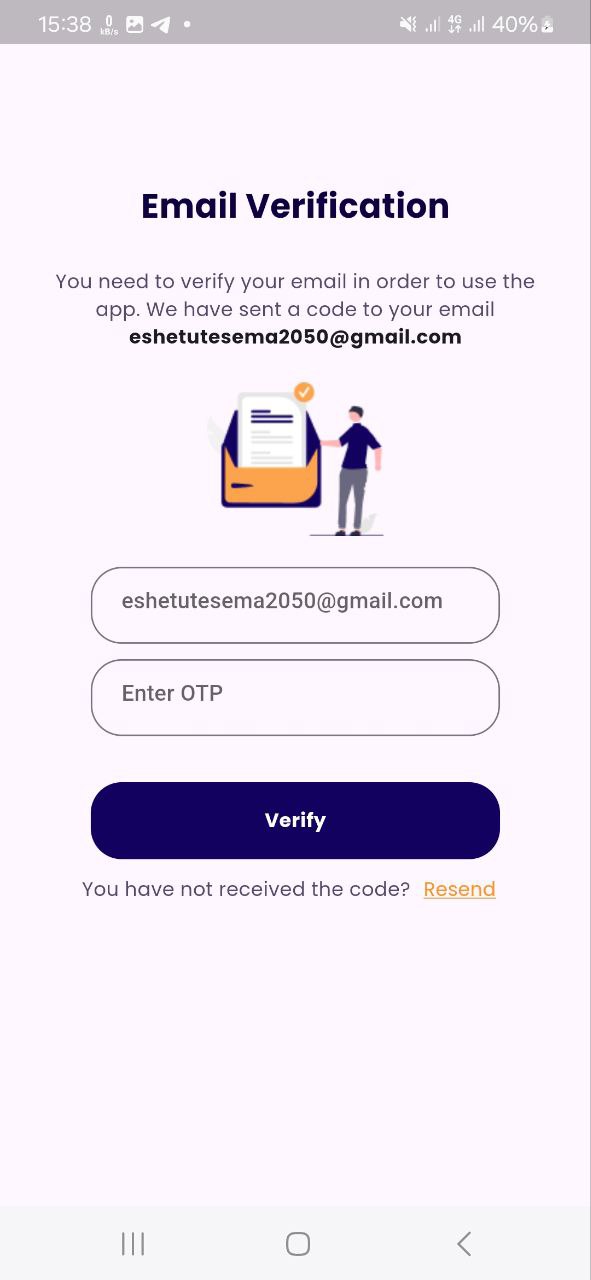 15:38 0 kB/s 4G 40%
Email Verification
You need to verify your email in order to use the
app. We have sent a code to your email
eshetutesema2050@gmail.com
eshetutesema2050@gmail.com
Enter OTP
Verify
You have not received the code? Resend